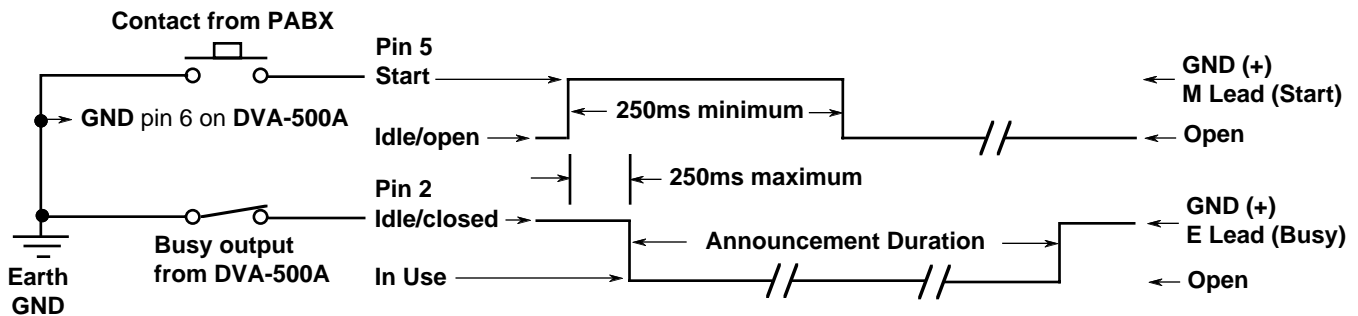 Contact from PABX
Pin 5
Start
GND (+)
M Lead (Start)
GND pin 6 on DVA-500A
250ms minimum
Idle/open
Open
250ms maximum
Pin 2
Idle/closed
GND (+)
E Lead (Busy)
Busy output
from DVA-500A
Announcement Duration
In Use
Open
Earth
GND